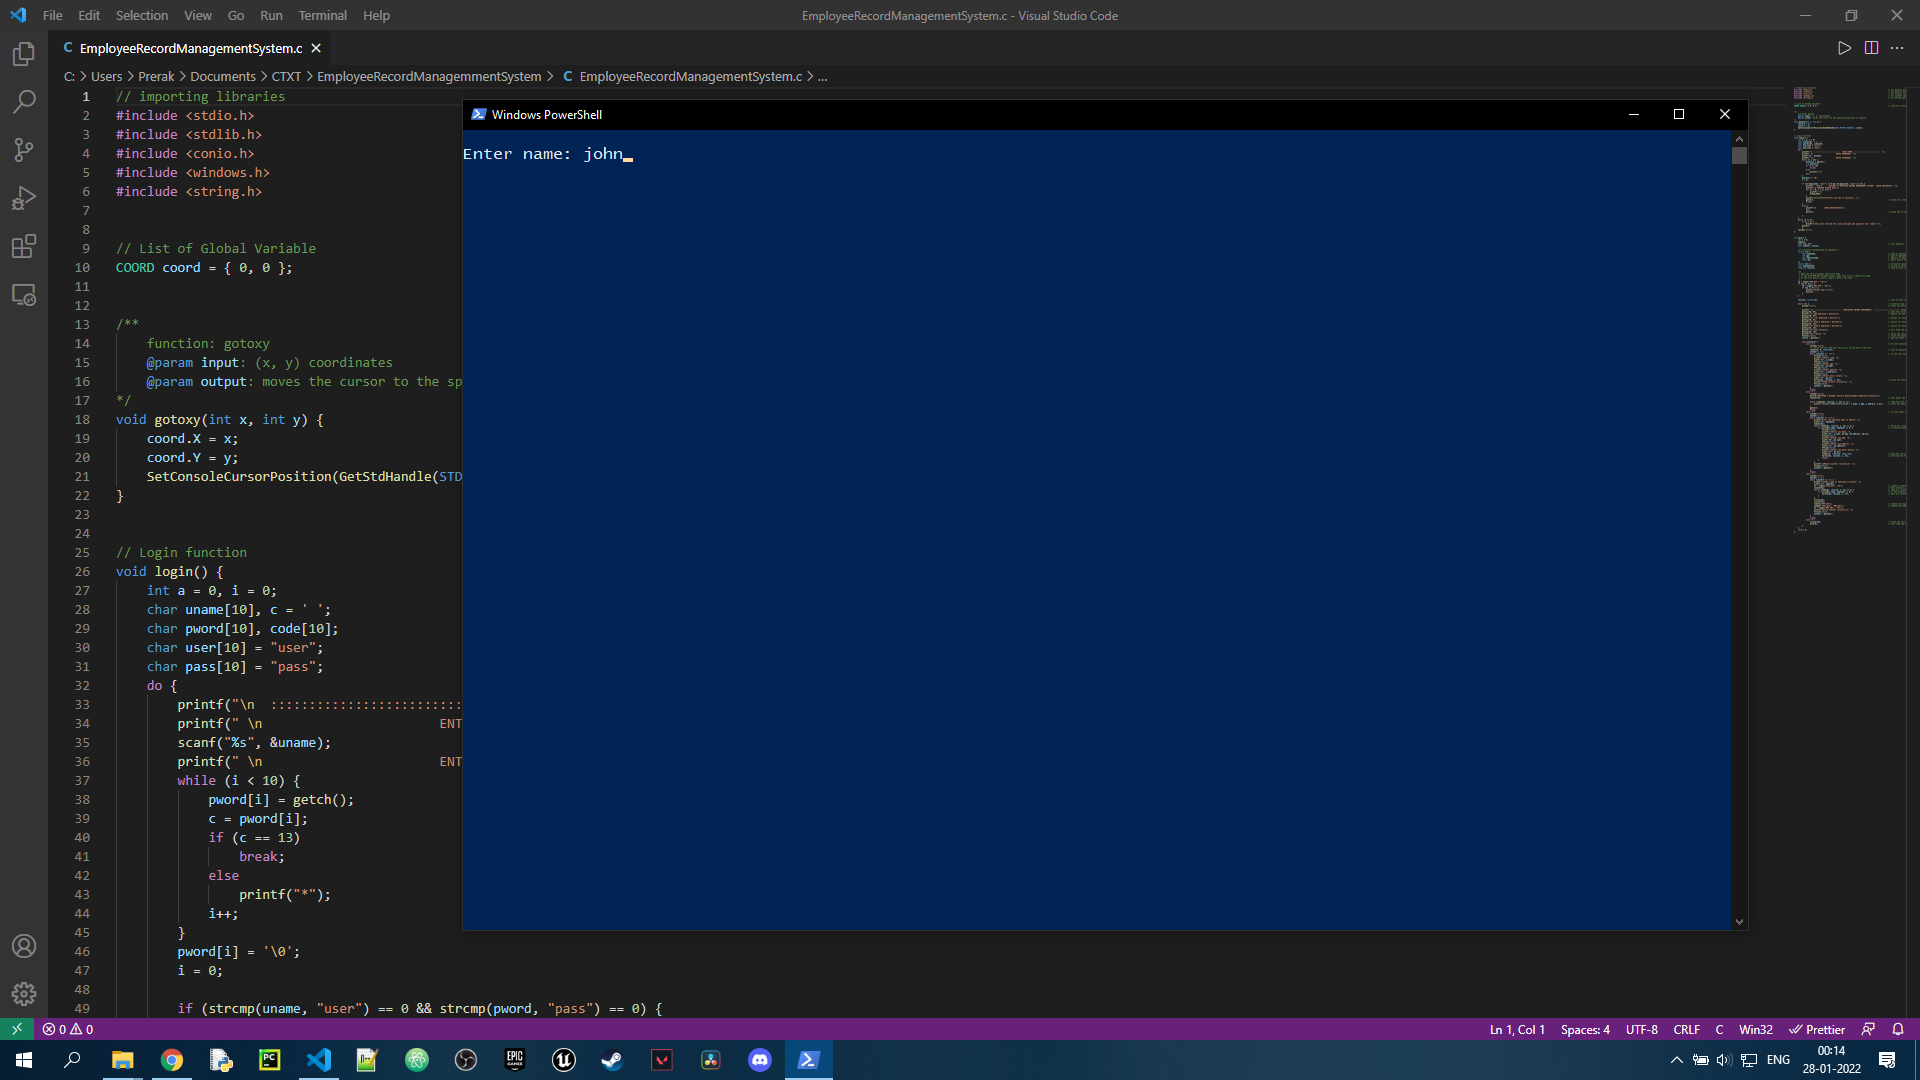 File Edit Selection View Go Run Terminal Help
EmployeeRecordManagementSystem.c - Visual Studio Code
C EmployeeRecordManagementSystem.c
C: > Users > Prerak > Documents > CTXT > EmployeeRecordManagemmentSystem > C EmployeeRecordManagementSystem.c > ...
1 // importing libraries
2 #include <stdio.h>
3 #include <stdlib.h>
4 #include <conio.h>
5 #include <windows.h>
6 #include <string.h>
7
8
9 // List of Global Variable
10 COORD coord = { 0, 0 };
11
12
13 /**
14 function: gotoxy
15 @param input: (x, y) coordinates
16 @param output: moves the cursor to the sp
17 */
18 void gotoxy(int x, int y) {
19 coord.X = x;
20 coord.Y = y;
21 SetConsoleCursorPosition(GetStdHandle(STD
22 }
23
24
25 // Login function
26 void login() {
27 int a = 0, i = 0;
28 char uname[10], c = ' ';
29 char pword[10], code[10];
30 char user[10] = "user";
31 char pass[10] = "pass";
32 do {
33 printf("\n :::::::::::::::::::::::::
34 printf(" \n ENT
35 scanf("%s", &uname);
36 printf(" \n ENT
37 while (i < 10) {
38 pword[i] = getch();
39 c = pword[i];
40 if (c == 13)
41 break;
42 else
43 printf("*");
44 i++;
45 }
46 pword[i] = '\0';
47 i = 0;
48
49 if (strcmp(uname, "user") == 0 && strcmp(pword, "pass") == 0) {
Windows PowerShell
Enter name: john
0 0
Ln 1, Col 1 Spaces: 4 UTF-8 CRLF C Win32 Prettier
PC
EPIC GAMES
ENG
00:14
28-01-2022